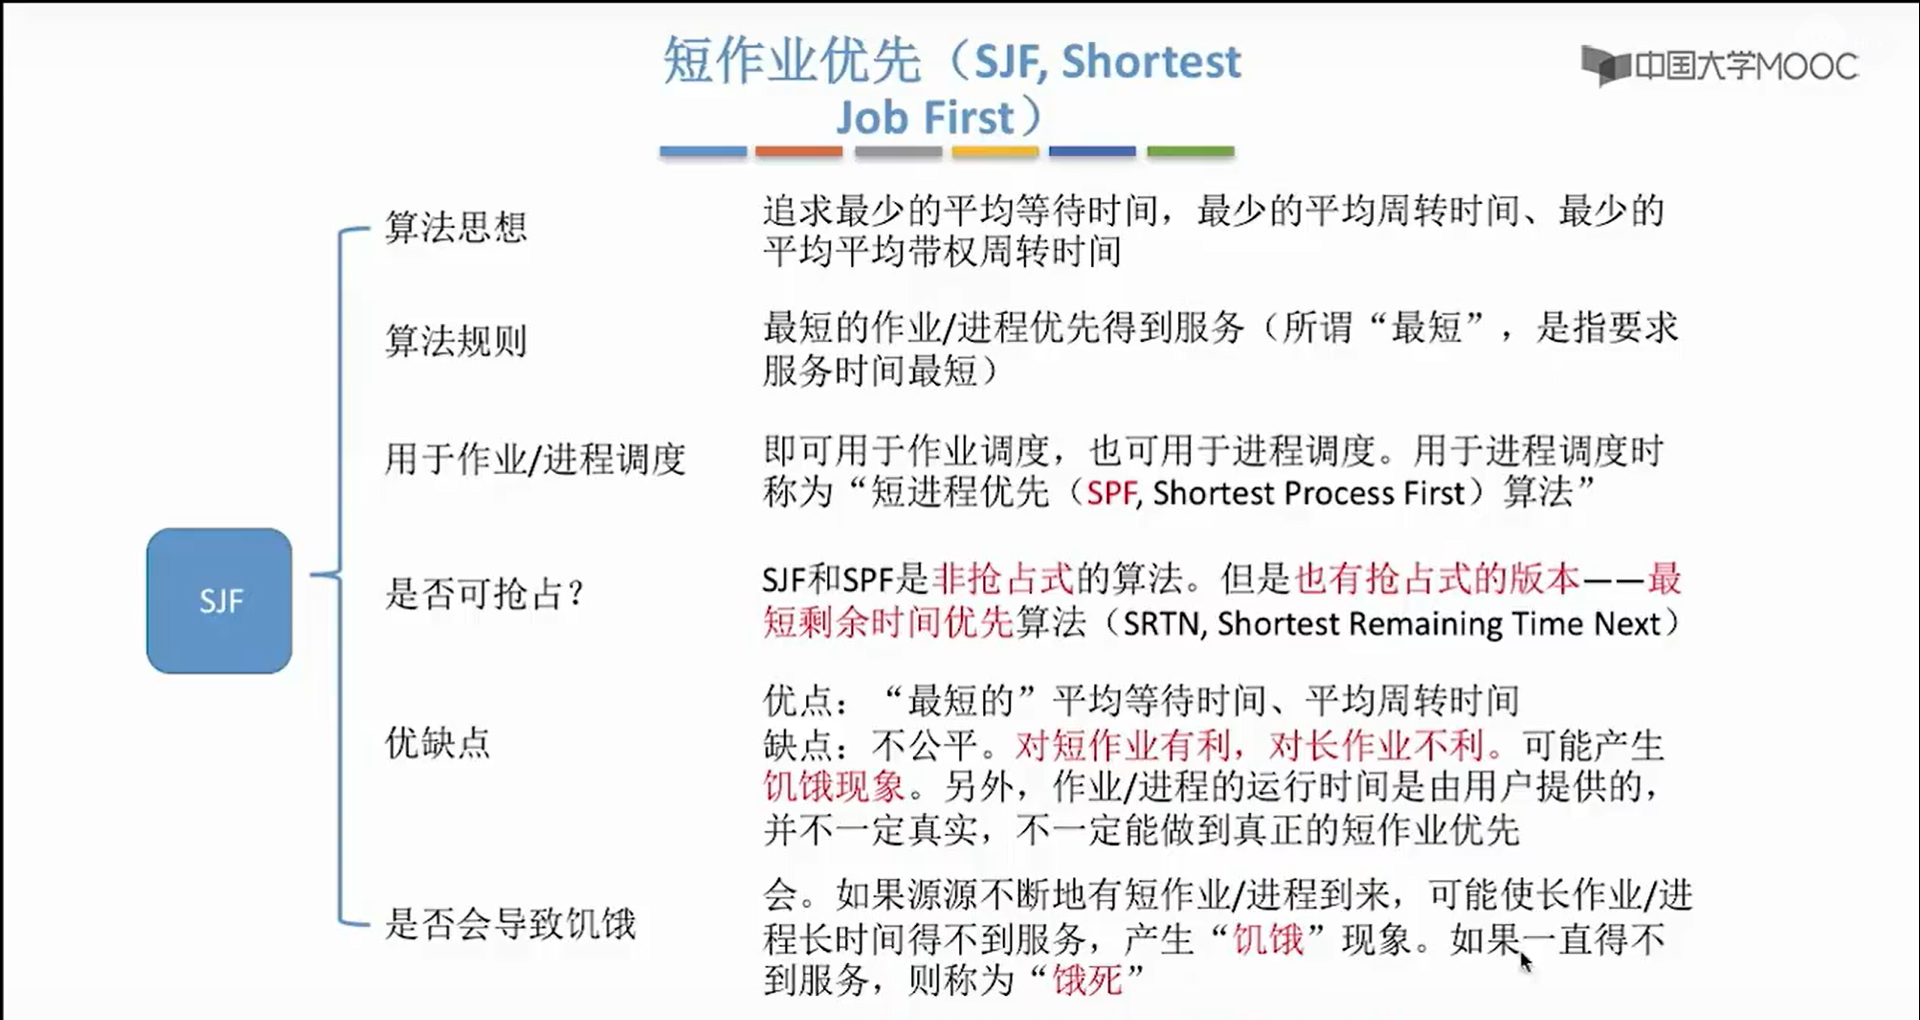 短作业优先（SJF, Shortest
Job First）
中国大学MOOC
算法思想
追求最少的平均等待时间，最少的平均周转时间、最少的
平均平均带权周转时间
算法规则
最短的作业/进程优先得到服务（所谓“最短”，是指要求
服务时间最短）
用于作业/进程调度
即可用于作业调度，也可用于进程调度。用于进程调度时
称为“短进程优先（SPF, Shortest Process First）算法”
SJF
是否可抢占？
SJF和SPF是非抢占式的算法。但是也有抢占式的版本——最
短剩余时间优先算法（SRTN, Shortest Remaining Time Next）
优缺点
优点：“最短的”平均等待时间、平均周转时间
缺点：不公平。对短作业有利，对长作业不利。可能产生
饥饿现象。另外，作业/进程的运行时间是由用户提供的，
并不一定真实，不一定能做到真正的短作业优先
是否会导致饥饿
会。如果源源不断地有短作业/进程到来，可能使长作业/进
程长时间得不到服务，产生“饥饿”现象。如果一直得不
到服务，则称为“饿死”